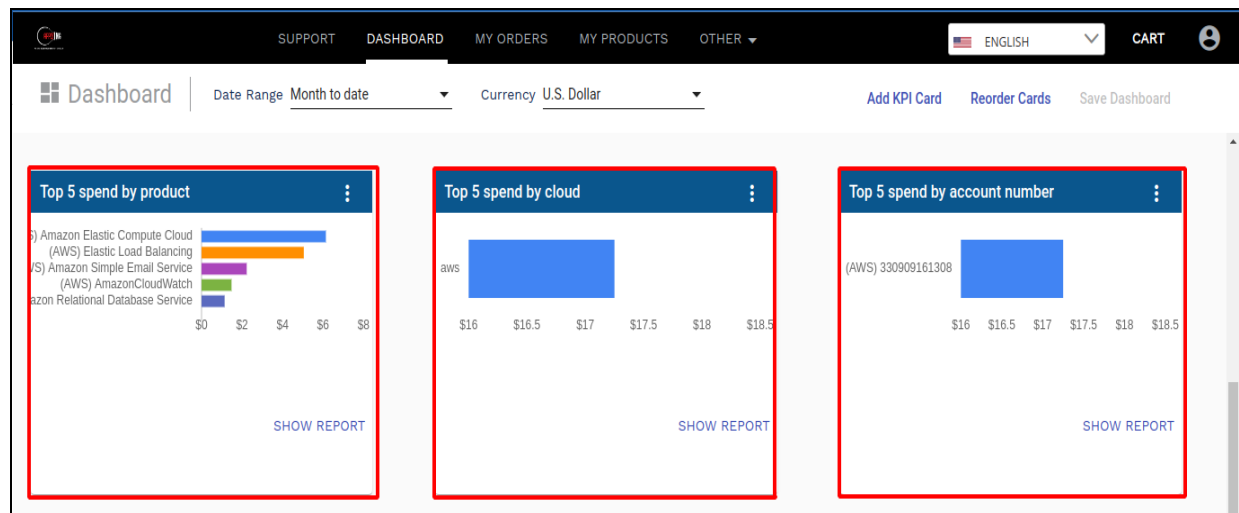 SUPPORT DASHBOARD MY ORDERS MY PRODUCTS OTHER ENGLISH CART
Dashboard Date Range Month to date Currency U.S. Dollar Add KPI Card Reorder Cards Save Dashboard
Top 5 spend by product
S) Amazon Elastic Compute Cloud
(AWS) Elastic Load Balancing
/S) Amazon Simple Email Service
(AWS) AmazonCloudWatch
azon Relational Database Service
$0 $2 $4 $6 $8
SHOW REPORT
Top 5 spend by cloud
aws
$16 $16.5 $17 $17.5 $18 $18.5
SHOW REPORT
Top 5 spend by account number
(AWS) 330909161308
$16 $16.5 $17 $17.5 $18 $18.5
SHOW REPORT